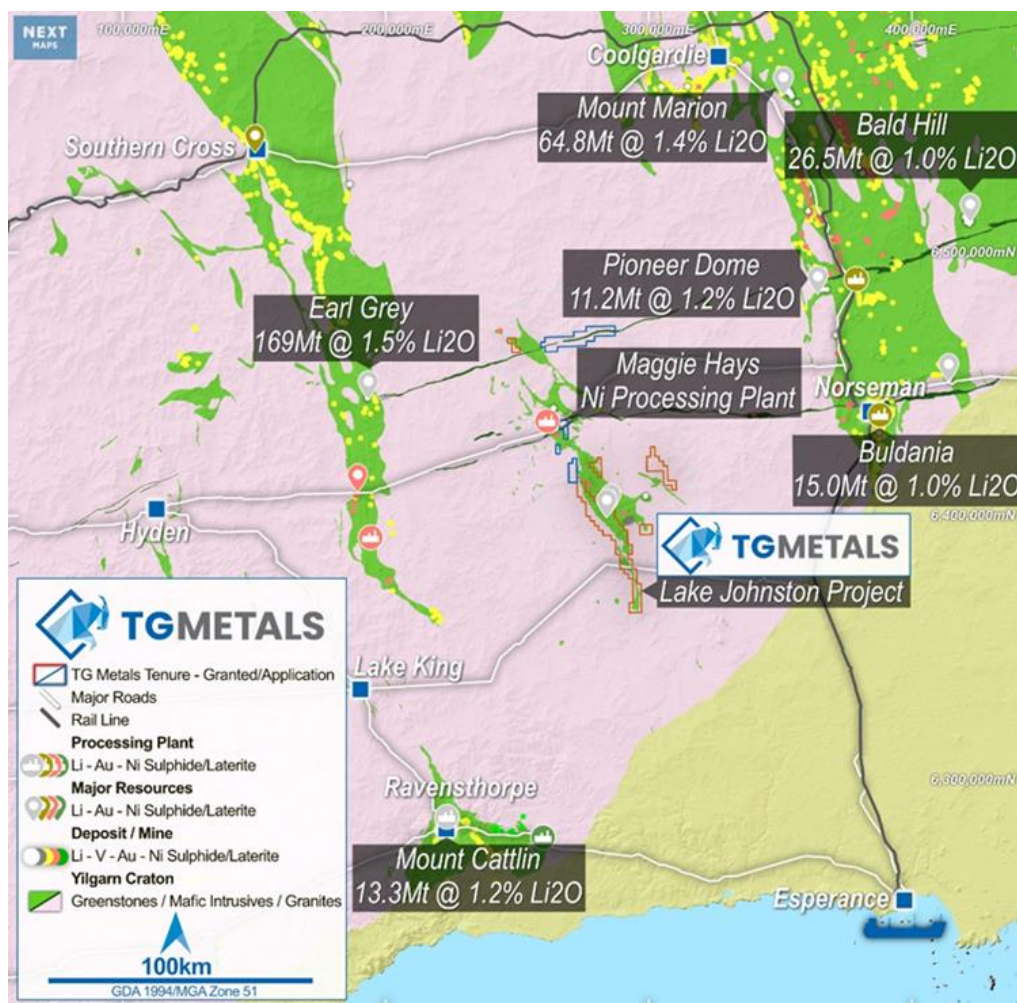 NEXT
MAPS
100,000mE
200,000mE
300,000mE
400,000mE
Coolgardie
Mount Marion
64.8Mt @ 1.4% Li2O
Bald Hill
26.5Mt @ 1.0% Li2O
Southern Cross
6,500,000mN
Pioneer Dome
11.2Mt @ 1.2% Li2O
Earl Grey
169Mt @ 1.5% Li2O
Maggie Hays
Ni Processing Plant
Norseman
Buldania
15.0Mt @ 1.0% Li2O
Hyden
6,400,000mN
TGMETALS
Lake Johnston Project
Lake King
6,300,000mN
Ravensthorpe
Mount Cattlin
13.3Mt @ 1.2% Li2O
Esperance
TGMETALS
TG Metals Tenure - Granted/Application
Major Roads
Rail Line
Processing Plant
Li - Au - Ni Sulphide/Laterite
Major Resources
Li - Au - Ni Sulphide/Laterite
Deposit / Mine
Li - V - Au - Ni Sulphide/Laterite
Yilgarn Craton
Greenstones / Mafic Intrusives / Granites
100km
GDA 1994/MGA Zone 51